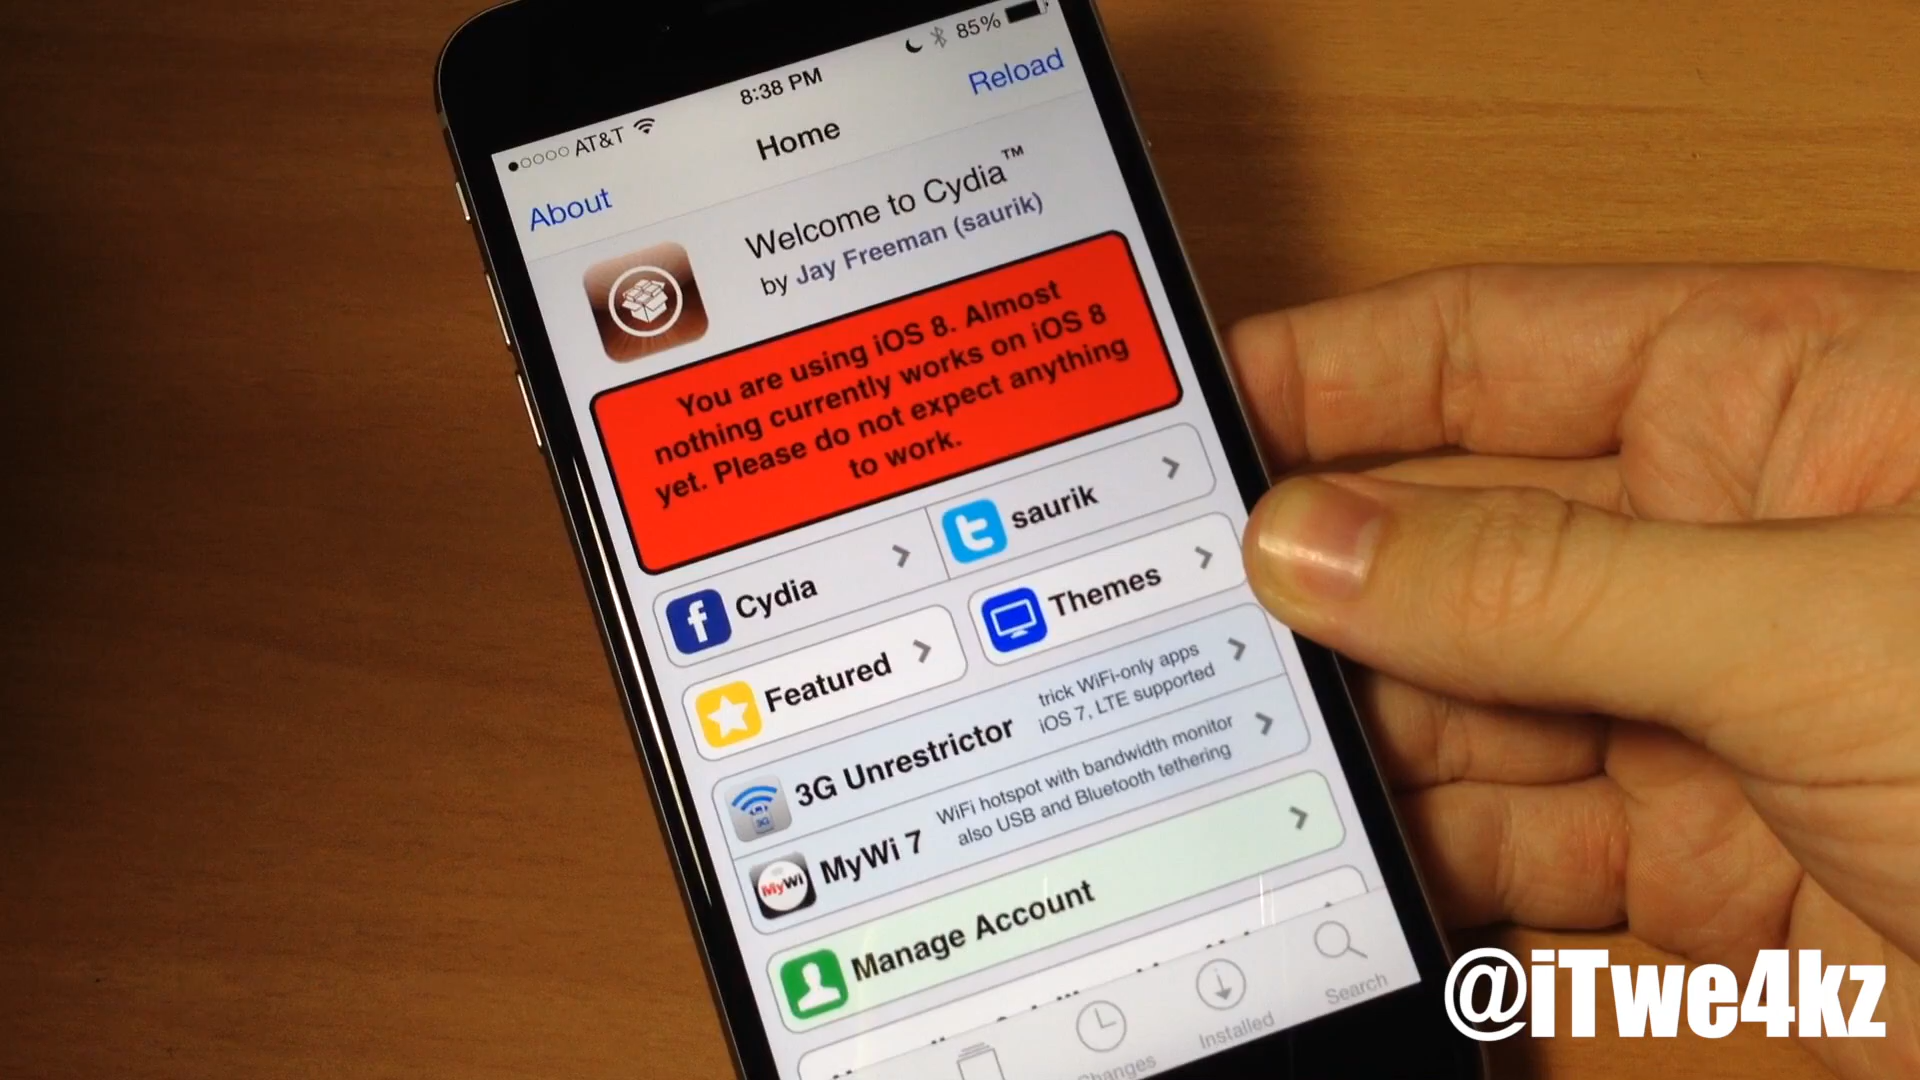 AT&T
8:38 PM
85%
About
Home
Reload
Welcome to Cydia™
by Jay Freeman (saurik)
You are using iOS 8. Almost
nothing currently works on iOS 8
yet. Please do not expect anything
to work.
Cydia
saurik
Featured
Themes
3G Unrestrictor
trick WiFi-only apps
iOS 7, LTE supported
3G
MyWi 7
WiFi hotspot with bandwidth monitor
also USB and Bluetooth tethering
MyWi
Manage Account
Changes
Installed
Search
@iTwe4kz